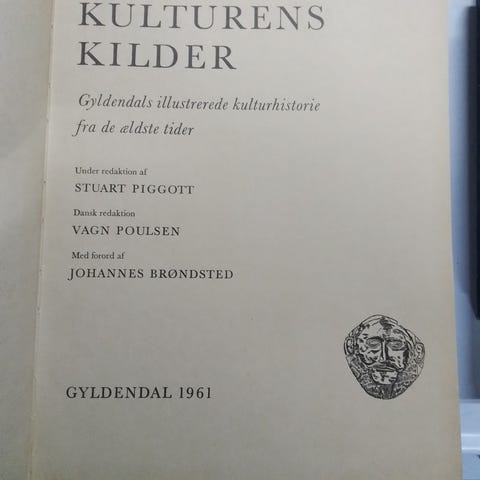 KULTURENS
KILDER
Gyldendals illustrerede kulturhistorie
fra de ældste tider
Under redaktion af
STUART PIGGOTT
Dansk redaktion
VAGN POULSEN
Med forord af
JOHANNES BRØNDSTED
GYLDENDAL 1961